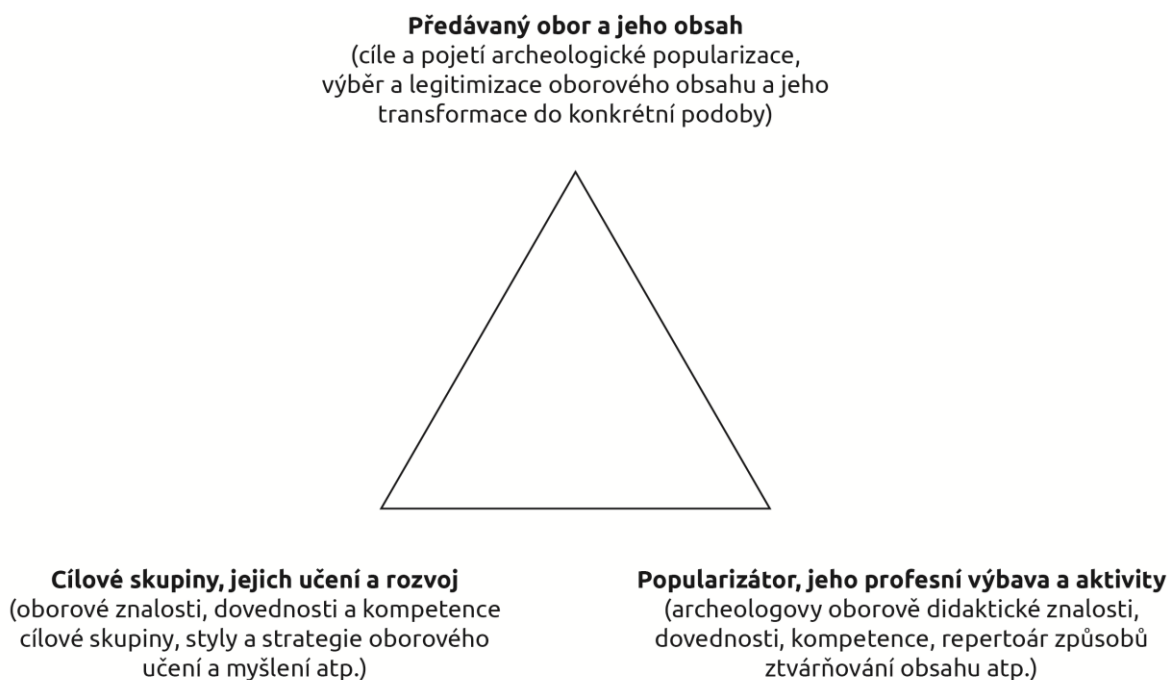 Předávaný obor a jeho obsah
(cíle a pojetí archeologické popularizace,
výběr a legitimizace oborového obsahu a jeho
transformace do konkrétní podoby)
Cílové skupiny, jejich učení a rozvoj
(oborové znalosti, dovednosti a kompetence
cílové skupiny, styly a strategie oborového
učení a myšlení atp.)
Popularizátor, jeho profesní výbava a aktivity
(archeologovy oborově didaktické znalosti,
dovednosti, kompetence, repertoár způsobů
ztvárňování obsahu atp.)